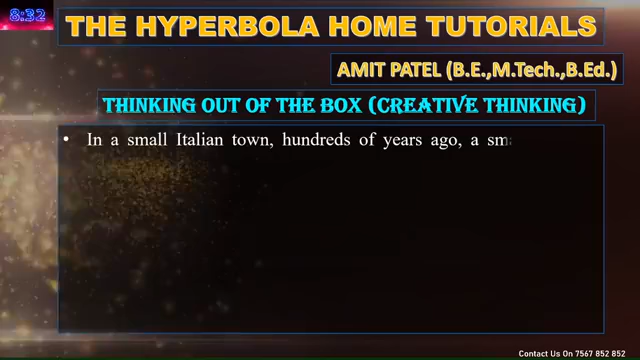 8:32
THE HYPERBOLA HOME TUTORIALS
AMIT PATEL (B.E.,M.Tech.,B.Ed.)
THINKING OUT OF THE BOX (CREATIVE THINKING)
• In a small Italian town, hundreds of years ago, a sm
Contact Us On 7567 852 852